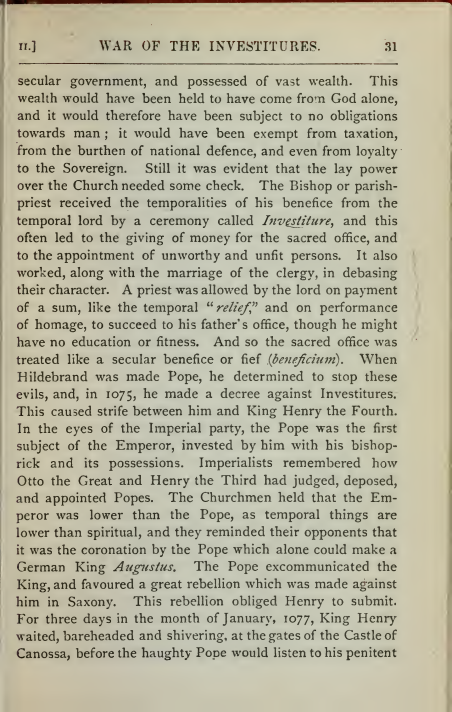 II.] WAR OF THE INVESTITURES. 31
secular government, and possessed of vast wealth. This
wealth would have been held to have come from God alone,
and it would therefore have been subject to no obligations
towards man ; it would have been exempt from taxation,
from the burthen of national defence, and even from loyalty
to the Sovereign. Still it was evident that the lay power
over the Church needed some check. The Bishop or parish-
priest received the temporalities of his benefice from the
temporal lord by a ceremony called Investiture, and this
often led to the giving of money for the sacred office, and
to the appointment of unworthy and unfit persons. It also
worked, along with the marriage of the clergy, in debasing
their character. A priest was allowed by the lord on payment
of a sum, like the temporal "relief," and on performance
of homage, to succeed to his father's office, though he might
have no education or fitness. And so the sacred office was
treated like a secular benefice or fief (beneficium). When
Hildebrand was made Pope, he determined to stop these
evils, and, in 1075, he made a decree against Investitures.
This caused strife between him and King Henry the Fourth.
In the eyes of the Imperial party, the Pope was the first
subject of the Emperor, invested by him with his bishop-
rick and its possessions. Imperialists remembered how
Otto the Great and Henry the Third had judged, deposed,
and appointed Popes. The Churchmen held that the Em-
peror was lower than the Pope, as temporal things are
lower than spiritual, and they reminded their opponents that
it was the coronation by the Pope which alone could make a
German King Augustus. The Pope excommunicated the
King, and favoured a great rebellion which was made against
him in Saxony. This rebellion obliged Henry to submit.
For three days in the month of January, 1077, King Henry
waited, bareheaded and shivering, at the gates of the Castle of
Canossa, before the haughty Pope would listen to his penitent